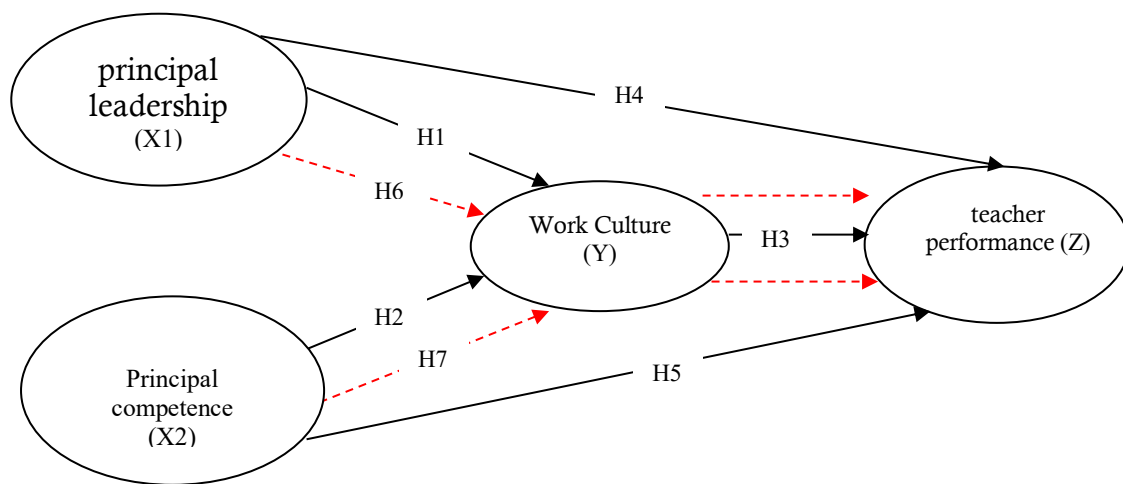 principal
leadership
(X1)
H4
H1
H6
Work Culture
(Y)
H3
teacher
performance (Z)
H2
H7
H5
Principal
competence
(X2)